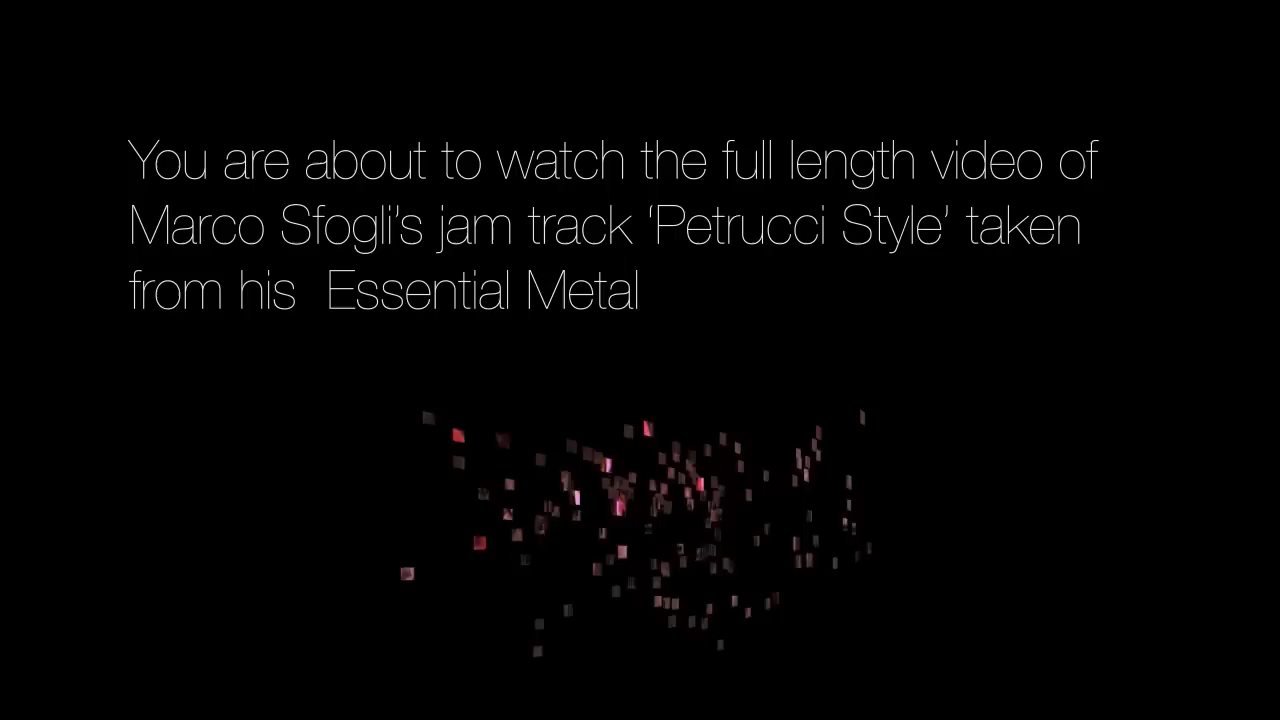 You are about to watch the full length video of
Marco Sfogli’s jam track ‘Petrucci Style’ taken
from his  Essential Metal